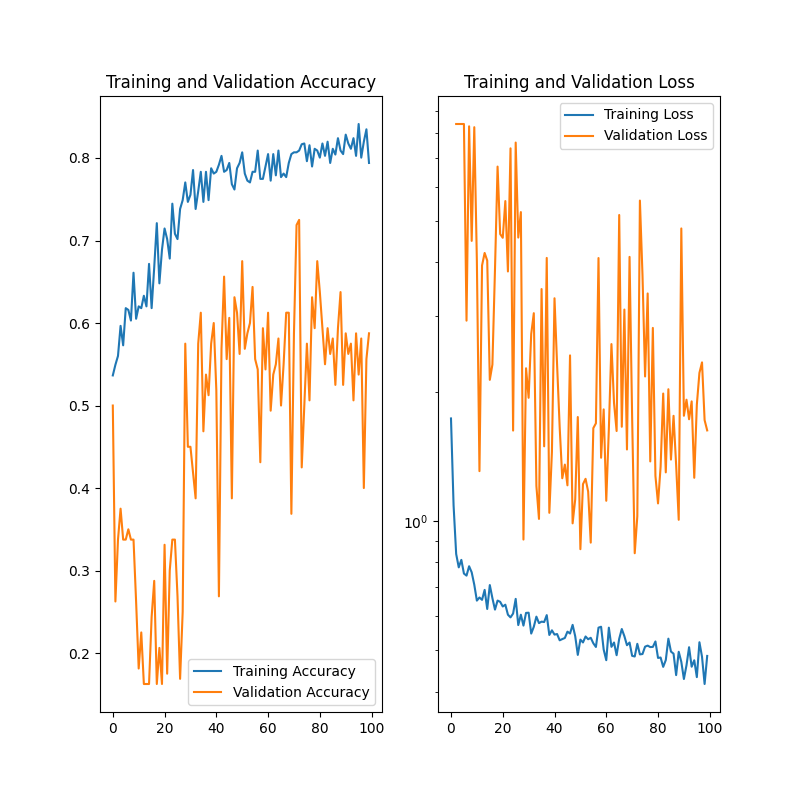 Training and Validation Accuracy
0.8
0.7
0.6
0.5
0.4
0.3
0.2
0 20 40 60 80 100
Training Accuracy
Validation Accuracy
Training and Validation Loss
10⁰
0 20 40 60 80 100
Training Loss
Validation Loss